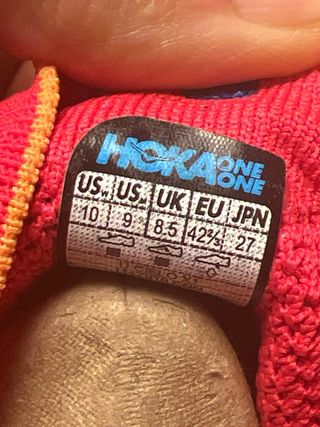 HOKA ONE ONE
US US UK EU JPN
10 9 8.5 42⅔ 27